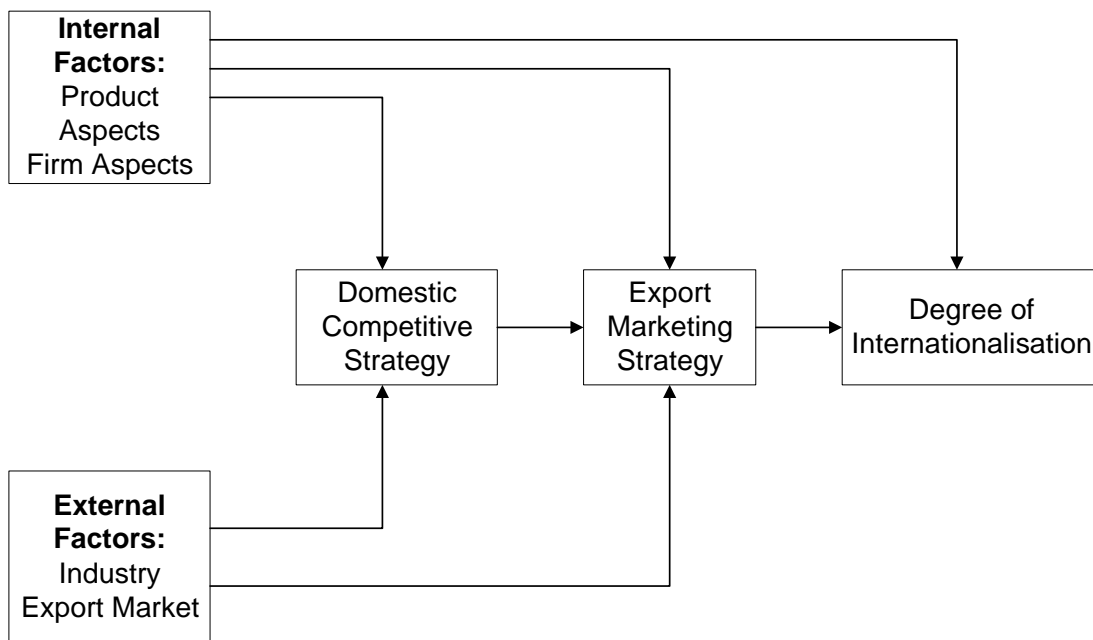 Internal
Factors:
Product
Aspects
Firm Aspects
Domestic
Competitive
Strategy
Export
Marketing
Strategy
Degree of
Internationalisation
External
Factors:
Industry
Export Market